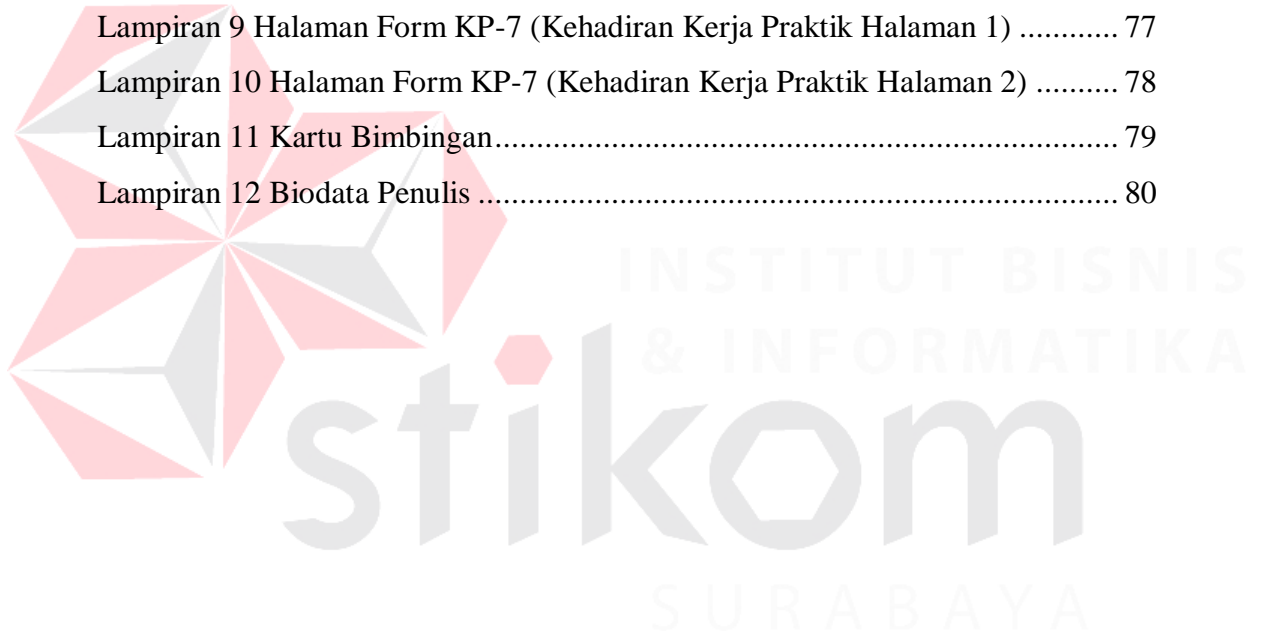 Lampiran 9 Halaman Form KP-7 (Kehadiran Kerja Praktik Halaman 1) ............ 77
Lampiran 10 Halaman Form KP-7 (Kehadiran Kerja Praktik Halaman 2) .......... 78
Lampiran 11 Kartu Bimbingan........................................................................... 79
Lampiran 12 Biodata Penulis ............................................................................. 80
INSTITUT BISNIS
& INFORMATIKA
stikom
SURABAYA